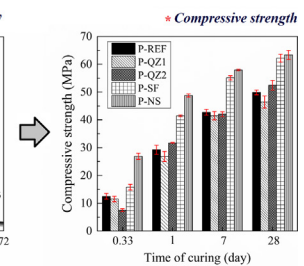 * Compressive strength
70
60
50
40
30
20
10
0
Compressive strength (MPa)
P-REF
P-QZ1
P-QZ2
P-SF
P-NS
0.33
1
7
28
Time of curing (day)
72